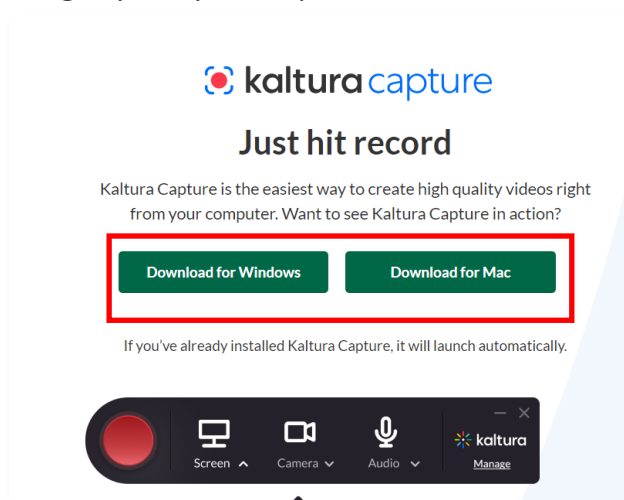 kaltura capture
Just hit record
Kaltura Capture is the easiest way to create high quality videos right
from your computer. Want to see Kaltura Capture in action?
Download for Windows Download for Mac
If you've already installed Kaltura Capture, it will launch automatically.
kaltura
Screen Camera Audio Manage